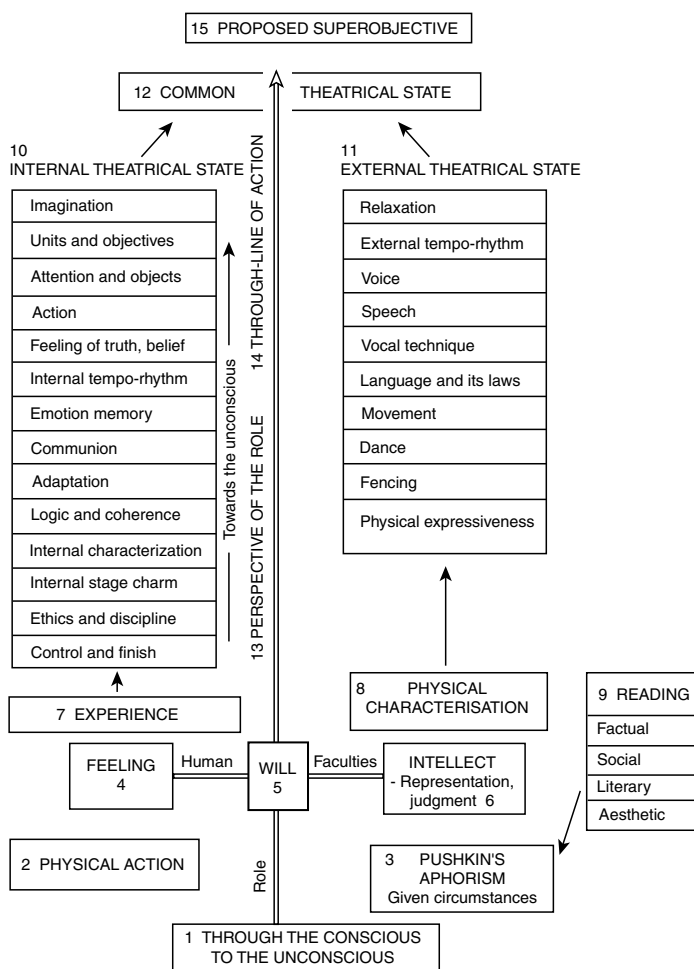 15 PROPOSED SUPEROBJECTIVE
12 COMMON THEATRICAL STATE
10
INTERNAL THEATRICAL STATE
Imagination
Units and objectives
Attention and objects
Action
Feeling of truth, belief
Internal tempo-rhythm
Emotion memory
Communion
Adaptation
Logic and coherence
Internal characterization
Internal stage charm
Ethics and discipline
Control and finish
Towards the unconscious
13 PERSPECTIVE OF THE ROLE
14 THROUGH-LINE OF ACTION
11
EXTERNAL THEATRICAL STATE
Relaxation
External tempo-rhythm
Voice
Speech
Vocal technique
Language and its laws
Movement
Dance
Fencing
Physical expressiveness
7 EXPERIENCE
8 PHYSICAL
CHARACTERISATION
9 READING
Factual
Social
Literary
Aesthetic
FEELING
4
Human
WILL
5
Faculties
INTELLECT
- Representation,
judgment 6
2 PHYSICAL ACTION
Role
3 PUSHKIN'S
APHORISM
Given circumstances
1 THROUGH THE CONSCIOUS
TO THE UNCONSCIOUS